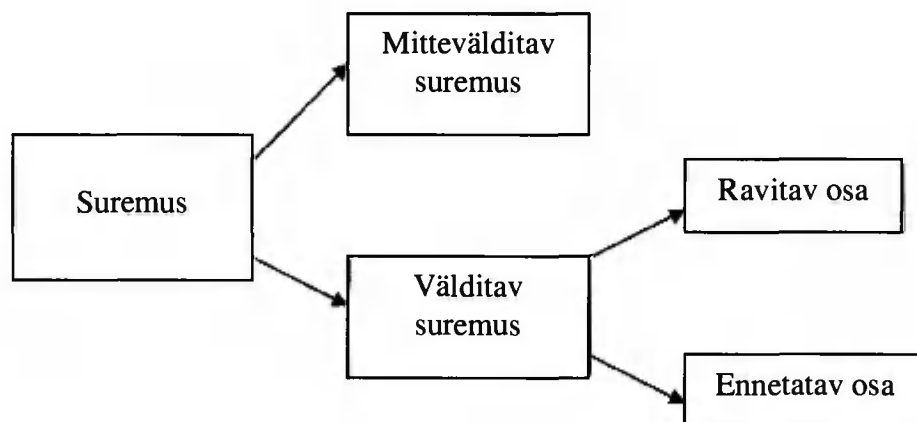 Mittevälditav
suremus
Suremus
Ravitav osa
Välditav
suremus
Ennetatav osa